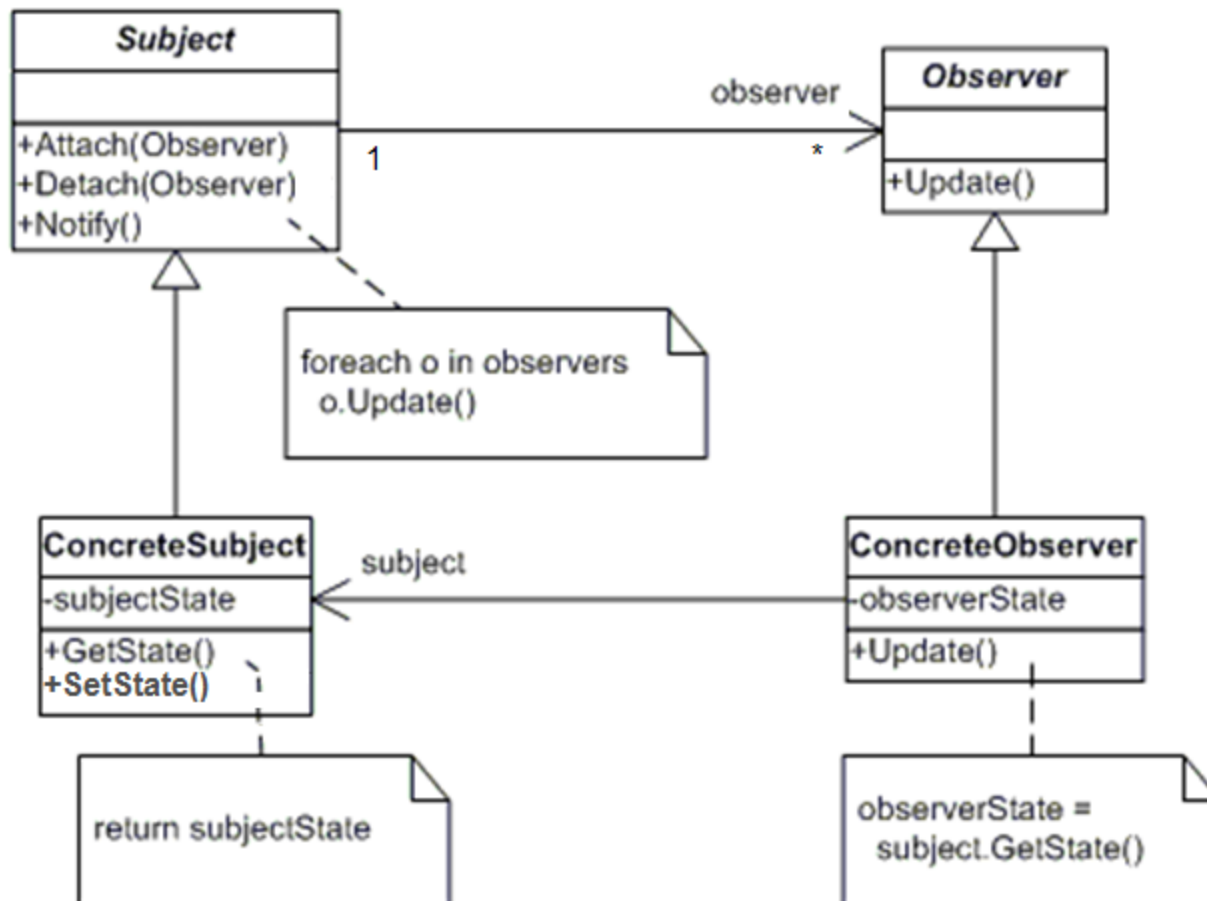 Subject
+Attach(Observer)
+Detach(Observer)
+Notify()
observer
1
*
Observer
+Update()
foreach o in observers
o.Update()
ConcreteSubject
-subjectState
+GetState()
+SetState()
subject
ConcreteObserver
-observerState
+Update()
return subjectState
observerState =
subject.GetState()